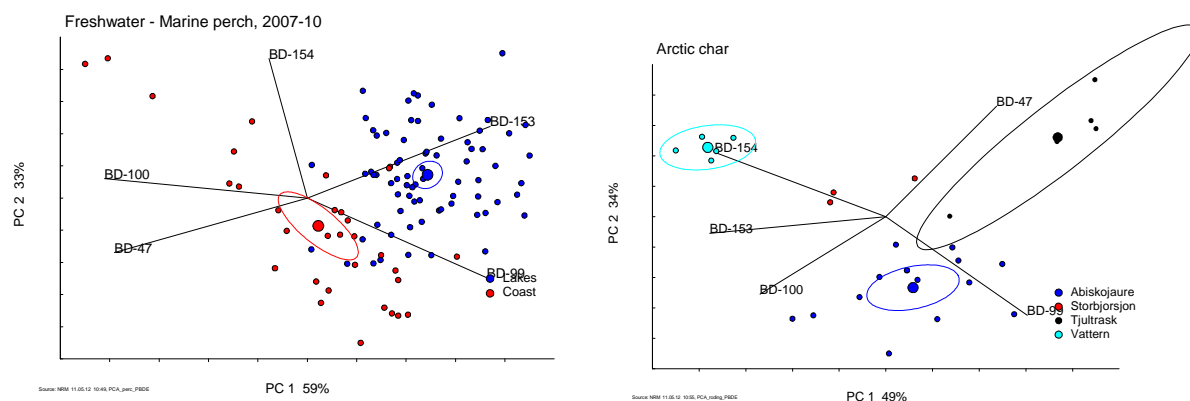 Freshwater - Marine perch, 2007-10
BD-154
BD-153
BD-100
BD-47
BD-99
Lakes
Coast
PC 2 33%
PC 1 59%
Source: NRM 11.05.12 10:49, PCA_perc_PBDE
Arctic char
BD-47
BD-154
BD-153
BD-100
BD-99
Abiskojaure
Storbjorsjon
Tjultrask
Vattern
PC 2 34%
PC 1 49%
Source: NRM 11.05.12 10:55, PCA_roding_PBDE